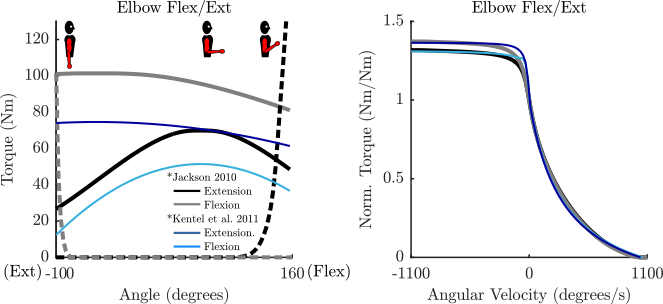 Elbow Flex/Ext
120
100
80
60
40
20
0
Torque (Nm)
*Jackson 2010
Extension
Flexion
*Kentel et al. 2011
Extension.
Flexion
(Ext) -100 160 (Flex)
Angle (degrees)
Elbow Flex/Ext
1.5
1
0.5
0
Norm. Torque (Nm/Nm)
-1100 0 1100
Angular Velocity (degrees/s)